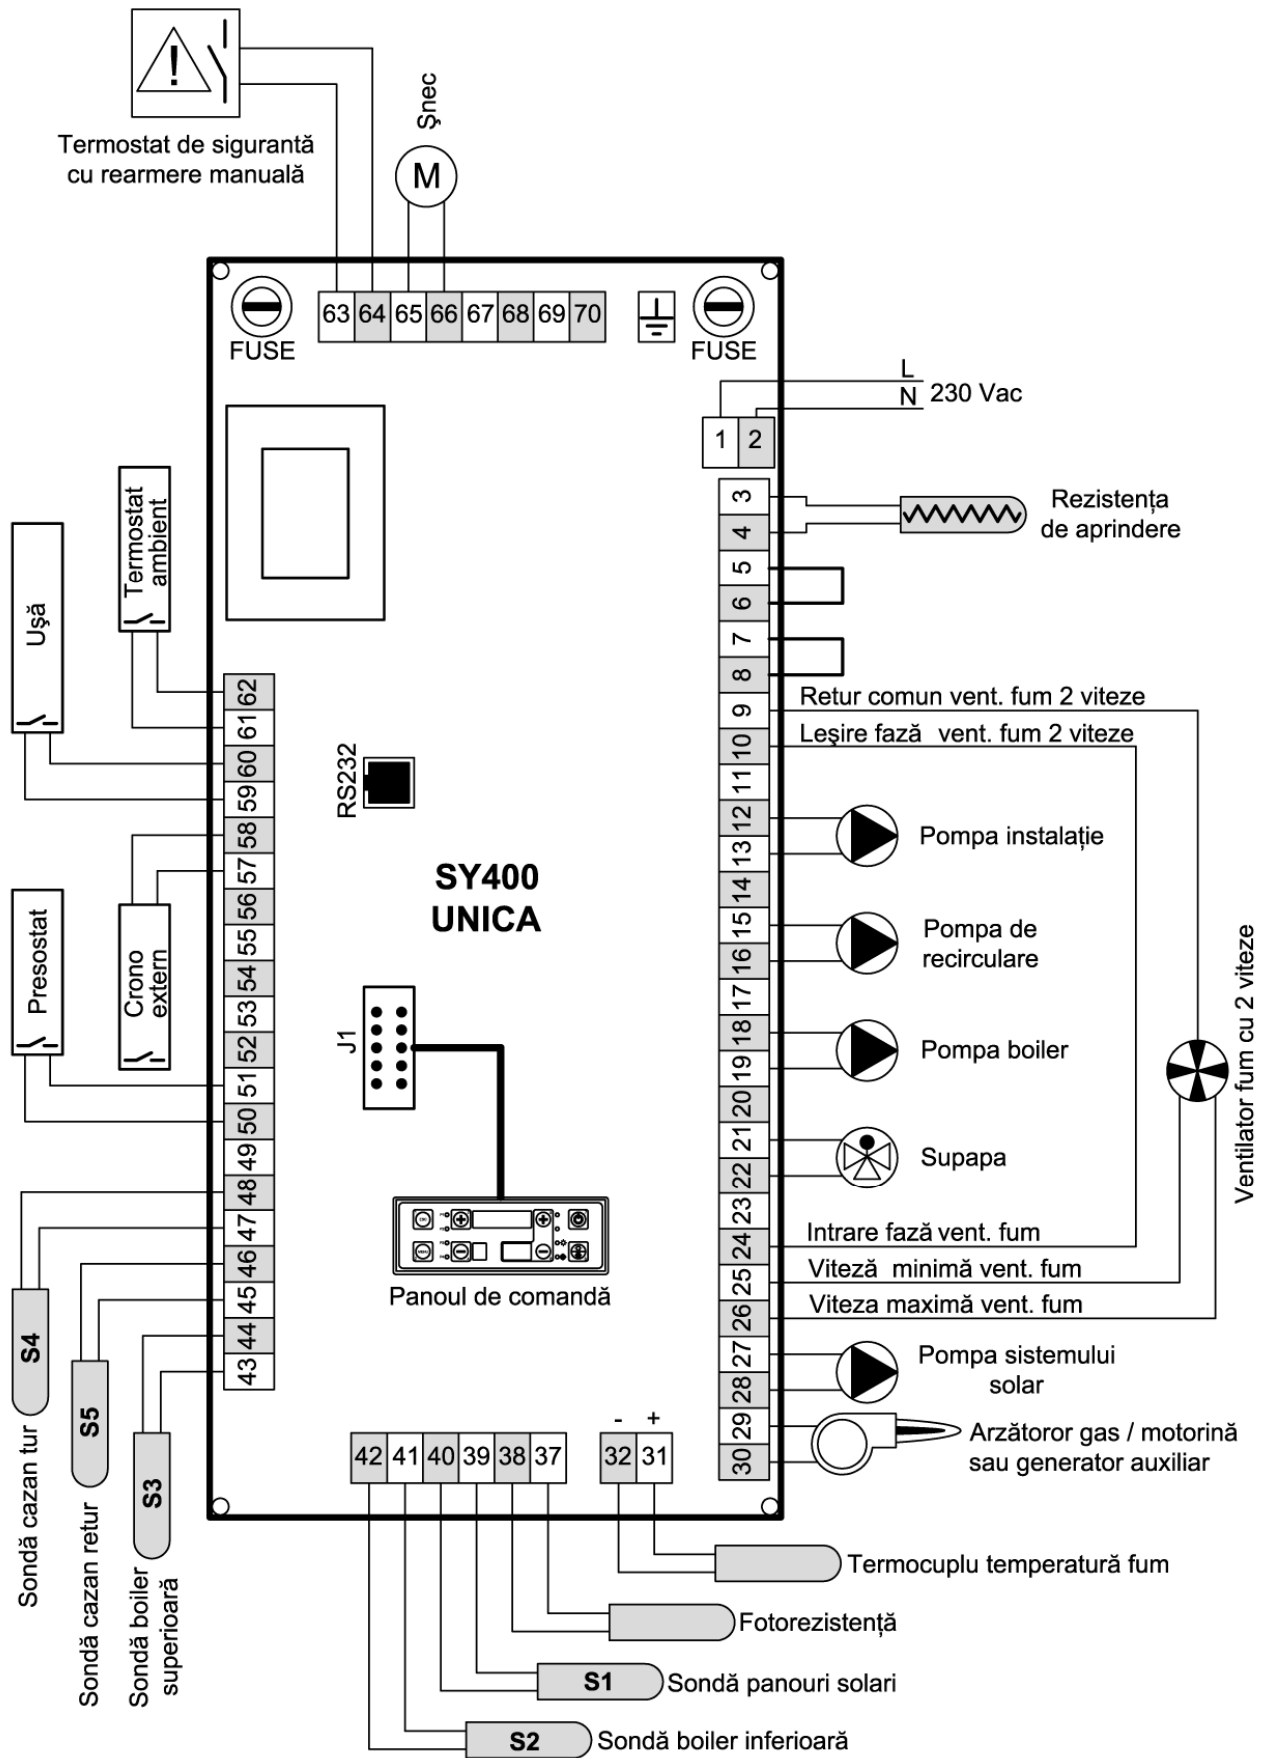 !
Termostat de sigurantă
cu rearmere manuală
Şnec
M
63 64 65 66 67 68 69 70
FUSE
FUSE
L
N 230 Vac
1 2
3
4
5
6
7
8
9
10
11
12
13
14
15
16
17
18
19
20
21
22
23
24
25
26
27
28
29
30
Rezistența
de aprindere
Retur comun vent. fum 2 viteze
Leşire fază vent. fum 2 viteze
Pompa instalație
Pompa de
recirculare
Pompa boiler
Supapa
Ventilator fum cu 2 viteze
Intrare fază vent. fum
Viteză minimă vent. fum
Viteza maximă vent. fum
Pompa sistemului
solar
Arzătoror gas / motorină
sau generator auxiliar
Uşă
Termostat
ambient
Presostat
Crono
extern
62
61
60
59
58
57
56
55
54
53
52
51
50
49
48
47
46
45
44
43
RS232
SY400
UNICA
J1
Panoul de comandă
S4
Sondă cazan tur
S5
Sondă cazan retur
S3
Sondă boiler
superioară
42 41 40 39 38 37
- +
32 31
Termocuplu temperatură fum
Fotorezistență
S1 Sondă panouri solari
S2 Sondă boiler inferioară